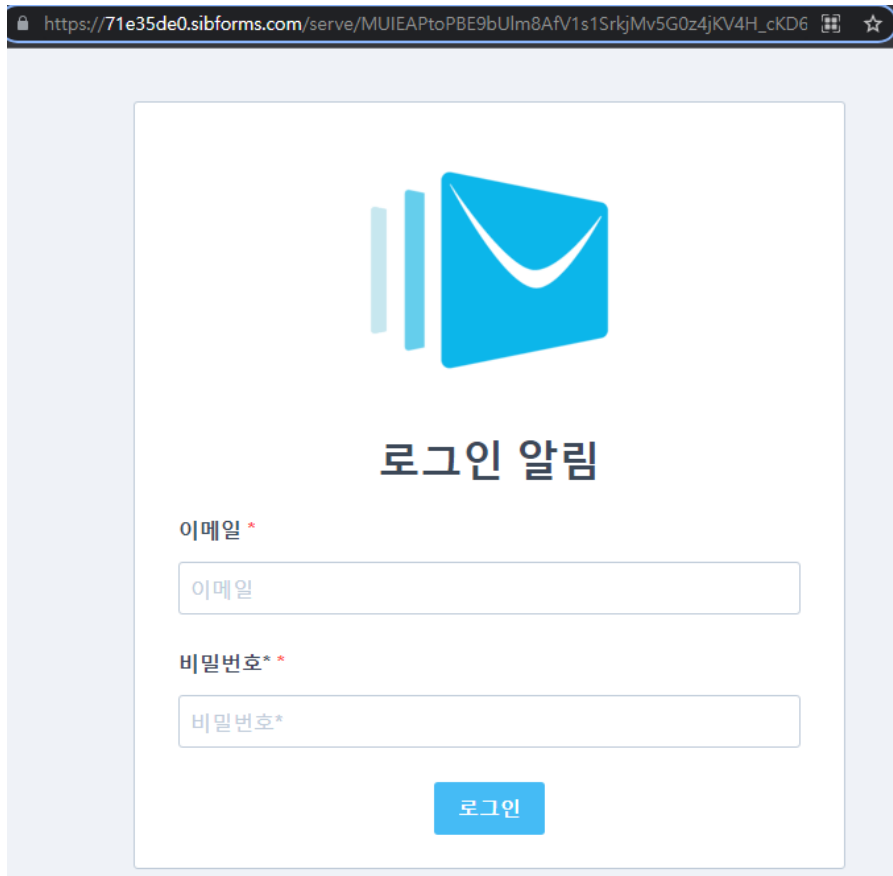 https://71e35de0.sibforms.com/serve/MUIEAPtoPBE9bUlm8AfV1s1SrkjMv5G0z4jKV4H_cKD6
로그인 알림
이메일 *
이메일
비밀번호* *
비밀번호*
로그인